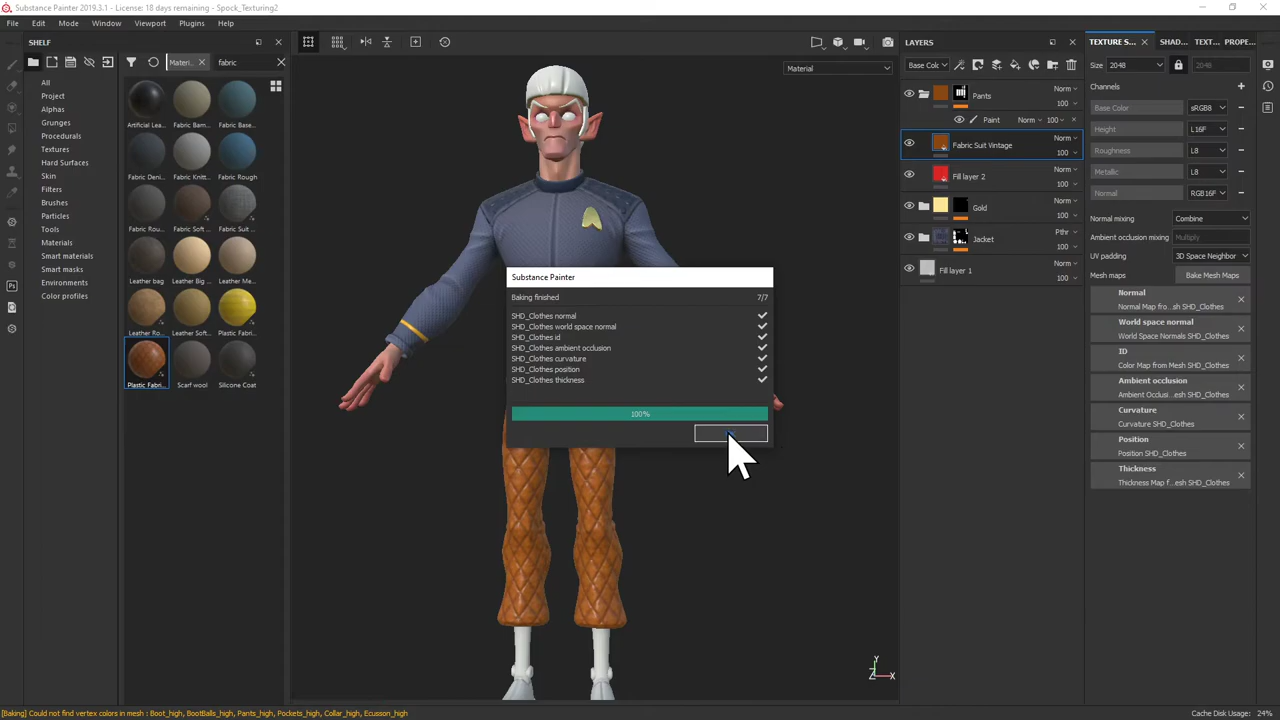 Substance Painter 2019.3.1 - License: 18 days remaining - Spock_Texturing2
File Edit Mode Window Viewport Plugins Help
SHELF
Materi...
fabric
All
Project
Alphas
Grunges
Procedurals
Textures
Hard Surfaces
Skin
Filters
Brushes
Particles
Tools
Materials
Smart materials
Smart masks
Environments
Color profiles
Artificial Lea... Fabric Bam... Fabric Base...
Fabric Deni... Fabric Knitt... Fabric Rough
Fabric Rou... Fabric Soft ... Fabric Suit ...
Leather bag Leather Big ... Leather Me...
Leather Ro... Leather Soft... Plastic Fabri...
Plastic Fabri... Scarf wool Silicone Coat
Material
Substance Painter
Baking finished 7/7
SHD_Clothes normal
SHD_Clothes world space normal
SHD_Clothes id
SHD_Clothes ambient occlusion
SHD_Clothes curvature
SHD_Clothes position
SHD_Clothes thickness
100%
Y
Z X
LAYERS
Base Colo
Pants Norm 100
Paint Norm 100
Fabric Suit Vintage Norm 100
Fill layer 2 Norm 100
Gold Norm 100
Jacket Pthr 100
Fill layer 1 Norm 100
TEXTURE S... SHAD... TEXT... PROPE...
Size 2048 2048
Channels
Base Color sRGB8
Height L16F
Roughness L8
Metallic L8
Normal RGB16F
Normal mixing Combine
Ambient occlusion mixing Multiply
UV padding 3D Space Neighbor
Mesh maps Bake Mesh Maps
Normal
Normal Map fro...sh SHD_Clothes
World space normal
World Space Normals SHD_Clothes
ID
Color Map from Mesh SHD_Clothes
Ambient occlusion
Ambient Occlusi...esh SHD_Clothes
Curvature
Curvature SHD_Clothes
Position
Position SHD_Clothes
Thickness
Thickness Map f...esh SHD_Clothes
Ps
[Baking] Could not find vertex colors in mesh : Boot_high, BootBalls_high, Pants_high, Pockets_high, Collar_high, Ecusson_high
Cache Disk Usage: 24%